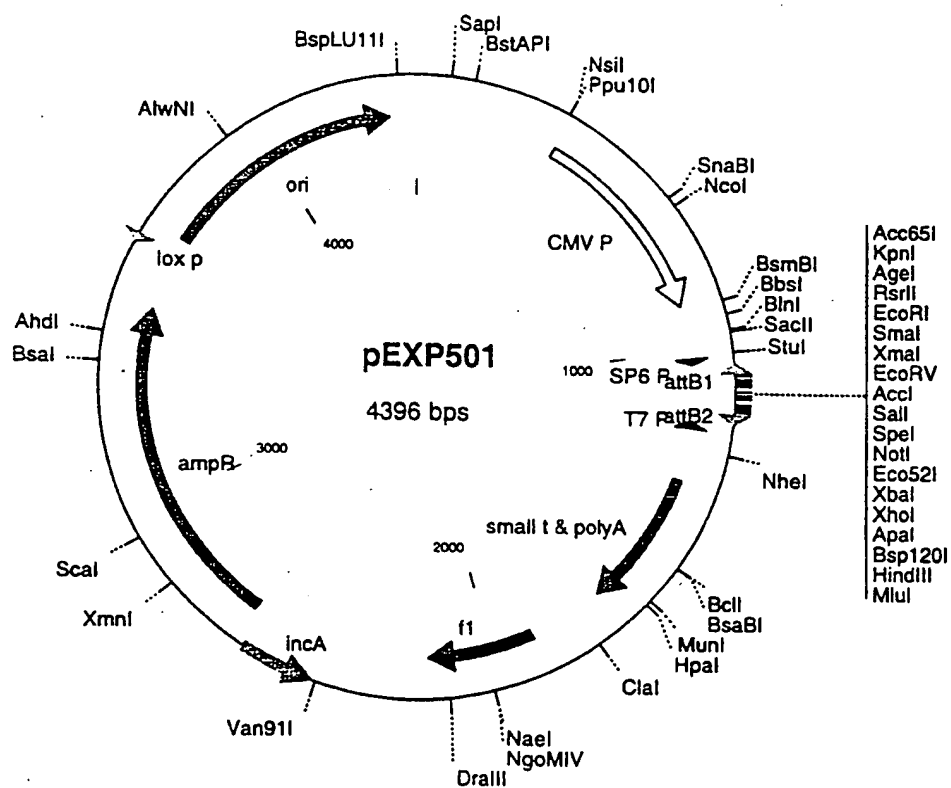 SapI
BspLU11I
BstAPI
NsiI
Ppu10I
AlwNI
SnaBI
NcoI
ori
4000
CMV P
lox p
BsmBI
BbsI
BlnI
SacII
StuI
AhdI
BsaI
pEXP501
4396 bps
1000
SP6 P
attB1
T7 P
attB2
Acc65I
KpnI
AgeI
RsrII
EcoRI
SmaI
XmaI
EcoRV
AccI
SalI
SpeI
NotI
Eco52I
XbaI
XhoI
ApaI
Bsp120I
HindIII
MluI
NheI
ampR
3000
small t & polyA
2000
ScaI
XmnI
BclI
BsaBI
MunI
HpaI
ClaI
f1
incA
Van91I
NaeI
NgoMIV
DraIII